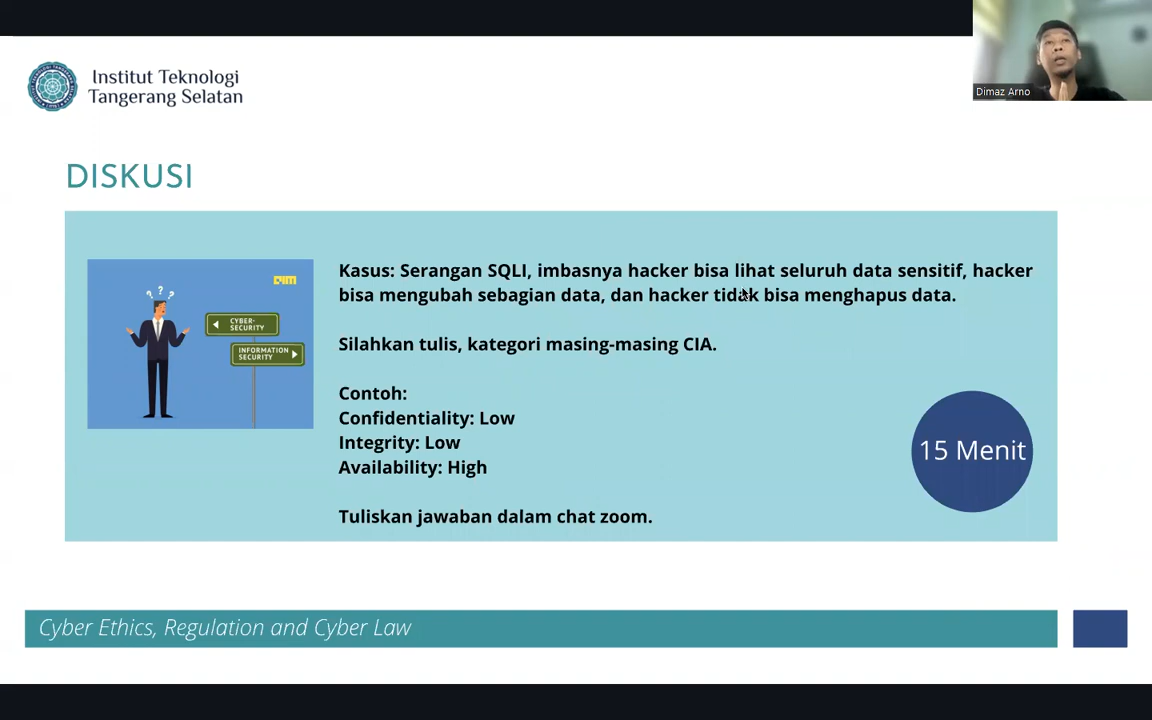 Dimaz Arno
Institut Teknologi
Tangerang Selatan
DISKUSI
Kasus: Serangan SQLI, imbasnya hacker bisa lihat seluruh data sensitif, hacker
bisa mengubah sebagian data, dan hacker tidak bisa menghapus data.
Silahkan tulis, kategori masing-masing CIA.
Contoh:
Confidentiality: Low
Integrity: Low
Availability: High
Tuliskan jawaban dalam chat zoom.
? ? ?
CYBER-
SECURITY
INFORMATION
SECURITY
15 Menit
Cyber Ethics, Regulation and Cyber Law